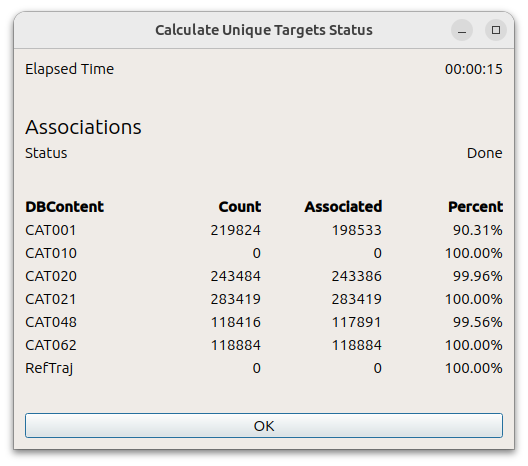 Calculate Unique Targets Status
Elapsed Time 00:00:15
Associations
Status Done
DBContent Count Associated Percent
CAT001 219824 198533 90.31%
CAT010 0 0 100.00%
CAT020 243484 243386 99.96%
CAT021 283419 283419 100.00%
CAT048 118416 117891 99.56%
CAT062 118884 118884 100.00%
RefTraj 0 0 100.00%
OK